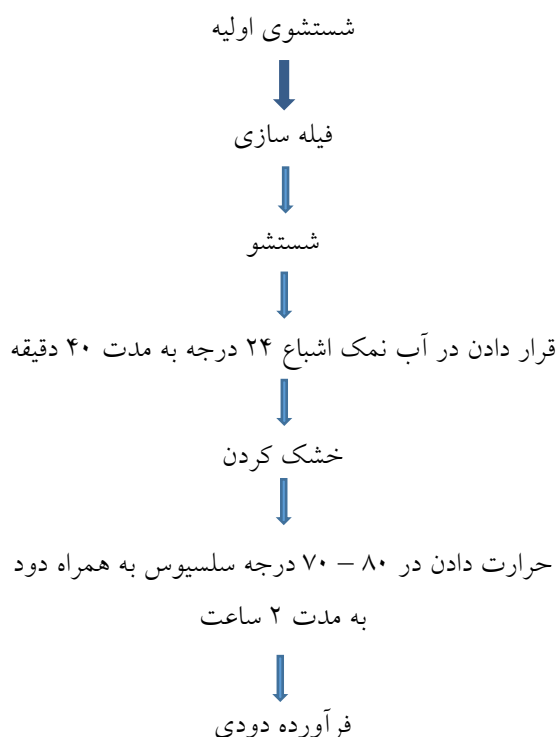 شستشوی اولیه
فیله سازی
شستشو
قرار دادن در آب نمک اشباع ۲۴ درجه به مدت ۴۰ دقیقه
خشک کردن
حرارت دادن در ۸۰ – ۷۰ درجه سلسیوس به همراه دود
به مدت ۲ ساعت
فرآورده دودی